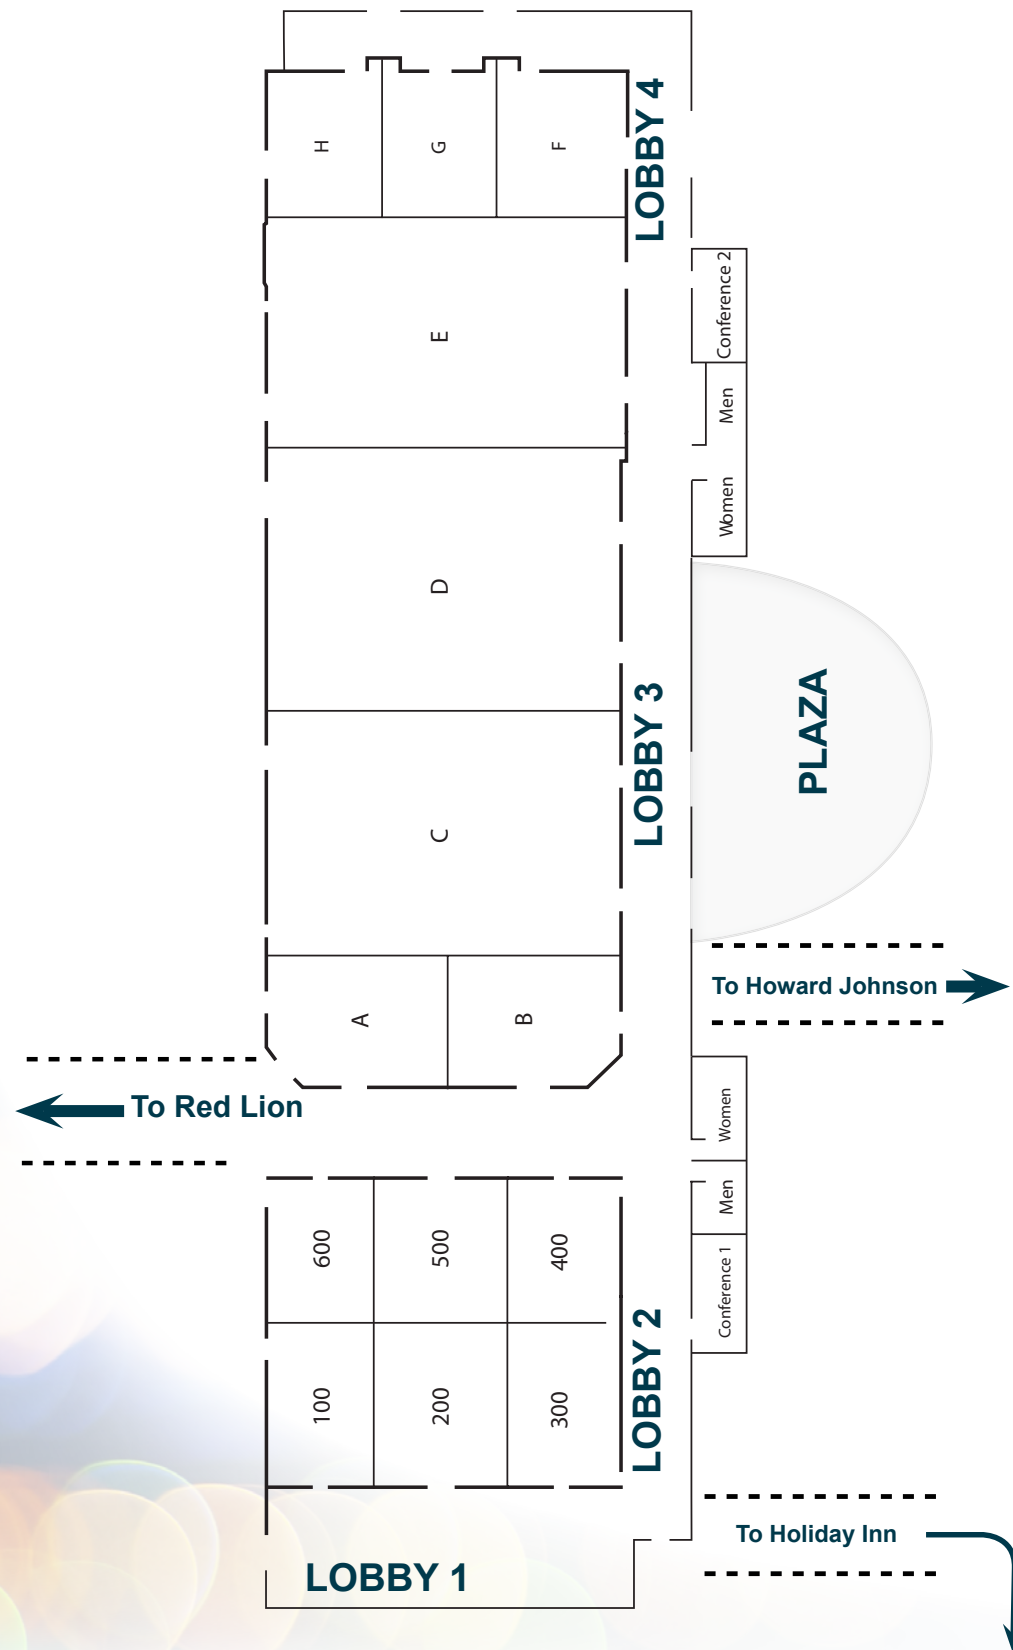 H
G
F
LOBBY 4
E
Conference 2
Men
Women
D
LOBBY 3
PLAZA
C
A
B
To Howard Johnson
To Red Lion
Women
Men
Conference 1
600
500
400
100
200
300
LOBBY 2
To Holiday Inn
LOBBY 1